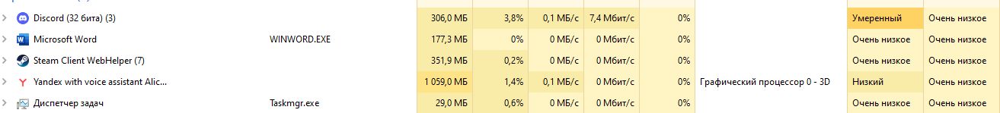 Discord (32 бита) (3) 306,0 МБ 3,8% 0,1 МБ/с 7,4 Мбит/с 0% Умеренный Очень низкое
Microsoft Word WINWORD.EXE 177,3 МБ 0% 0 МБ/с 0 Мбит/с 0% Очень низкое Очень низкое
Steam Client WebHelper (7) 351,9 МБ 0,2% 0 МБ/с 0 Мбит/с 0% Очень низкое Очень низкое
Yandex with voice assistant Alic... 1 059,0 МБ 1,4% 0,1 МБ/с 0 Мбит/с 0% Графический процессор 0 - 3D Низкий Очень низкое
Диспетчер задач Taskmgr.exe 29,0 МБ 0,6% 0 МБ/с 0 Мбит/с 0% Очень низкое Очень низкое